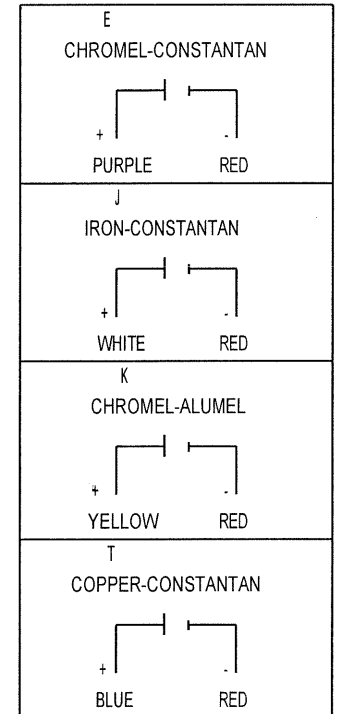 E
CHROMEL-CONSTANTAN
+ -
PURPLE RED
J
IRON-CONSTANTAN
+ -
WHITE RED
K
CHROMEL-ALUMEL
+ -
YELLOW RED
T
COPPER-CONSTANTAN
+ -
BLUE RED